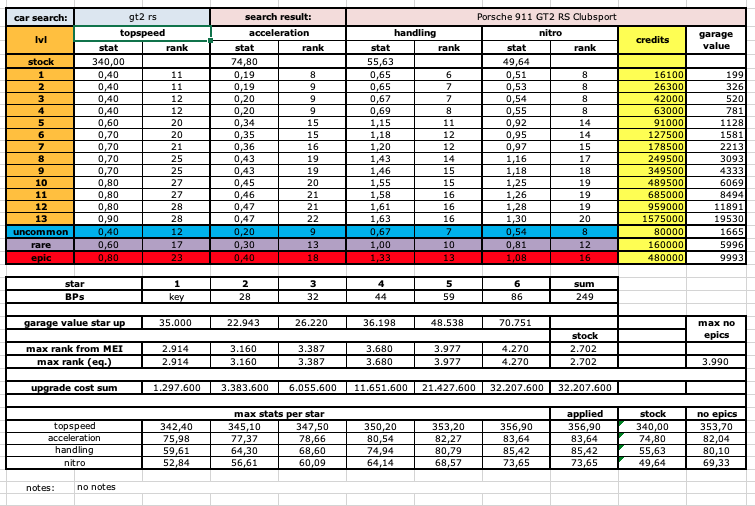 car search: gt2 rs search result: Porsche 911 GT2 RS Clubsport
lvl topspeed acceleration handling nitro credits garage value
stat rank stat rank stat rank stat rank
stock 340,00 74,80 55,63 49,64
1 0,40 11 0,19 8 0,65 6 0,51 8 16100 199
2 0,40 11 0,19 9 0,65 7 0,53 8 26300 326
3 0,40 12 0,20 9 0,67 7 0,54 8 42000 520
4 0,40 12 0,20 9 0,69 8 0,55 8 63000 781
5 0,60 20 0,34 15 1,15 11 0,92 14 91000 1128
6 0,70 20 0,35 15 1,18 12 0,95 14 127500 1581
7 0,70 21 0,36 16 1,20 12 0,97 15 178500 2213
8 0,70 25 0,43 19 1,43 14 1,16 17 249500 3093
9 0,70 25 0,43 19 1,46 15 1,18 18 349500 4333
10 0,80 27 0,45 20 1,55 15 1,25 19 489500 6069
11 0,80 27 0,46 21 1,58 16 1,26 19 685000 8494
12 0,80 28 0,47 21 1,61 16 1,28 19 959000 11891
13 0,90 28 0,47 22 1,63 16 1,30 20 1575000 19530
uncommon 0,40 12 0,20 9 0,67 7 0,54 8 80000 1665
rare 0,60 17 0,30 13 1,00 10 0,81 12 160000 5996
epic 0,80 23 0,40 18 1,33 13 1,08 16 480000 9993
star 1 2 3 4 5 6 sum
BPs key 28 32 44 59 86 249
garage value star up 35.000 22.943 26.220 36.198 48.538 70.751 max no epics
stock
max rank from MEI 2.914 3.160 3.387 3.680 3.977 4.270 2.702
max rank (eq.) 2.914 3.160 3.387 3.680 3.977 4.270 2.702 3.990
upgrade cost sum 1.297.600 3.383.600 6.055.600 11.651.600 21.427.600 32.207.600 32.207.600
max stats per star applied stock no epics
topspeed 342,40 345,10 347,50 350,20 353,20 356,90 356,90 340,00 353,70
acceleration 75,98 77,37 78,66 80,54 82,27 83,64 83,64 74,80 82,04
handling 59,61 64,30 68,60 74,94 80,79 85,42 85,42 55,63 80,10
nitro 52,84 56,61 60,09 64,14 68,57 73,65 73,65 49,64 69,33
notes: no notes